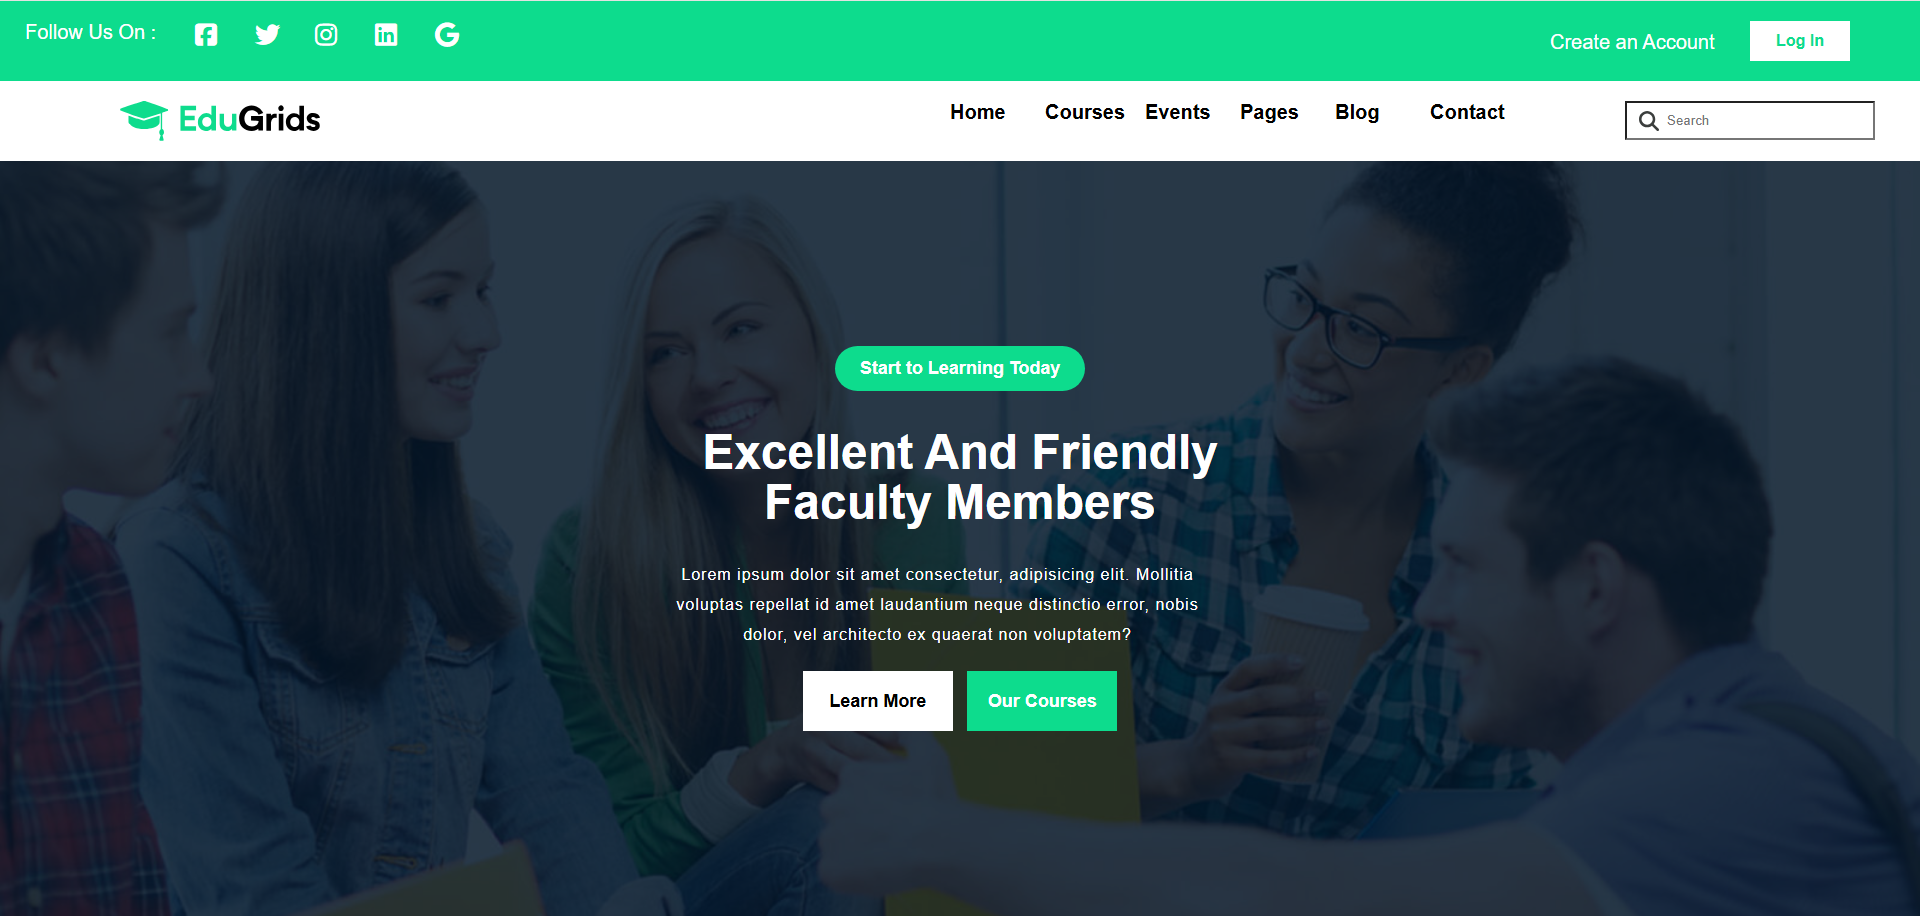 Follow Us On :
Create an Account
Log In
EduGrids
Home
Courses
Events
Pages
Blog
Contact
Search
Start to Learning Today
Excellent And Friendly
Faculty Members
Lorem ipsum dolor sit amet consectetur, adipisicing elit. Mollitia
voluptas repellat id amet laudantium neque distinctio error, nobis
dolor, vel architecto ex quaerat non voluptatem?
Learn More
Our Courses